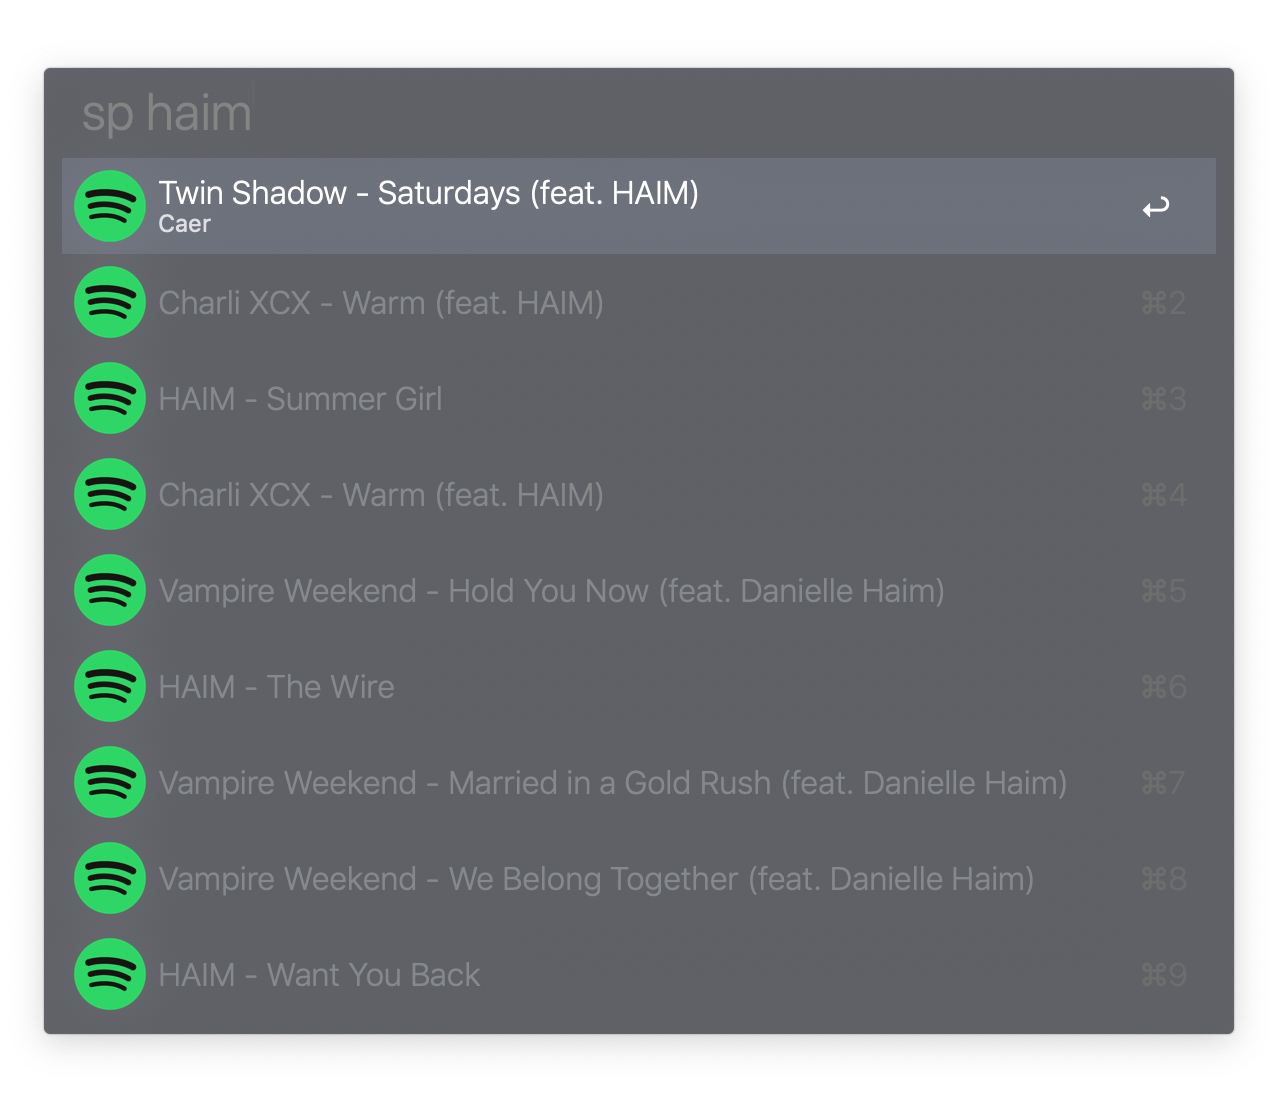 sp haim
Twin Shadow - Saturdays (feat. HAIM)
Caer
Charli XCX - Warm (feat. HAIM) ⌘2
HAIM - Summer Girl ⌘3
Charli XCX - Warm (feat. HAIM) ⌘4
Vampire Weekend - Hold You Now (feat. Danielle Haim) ⌘5
HAIM - The Wire ⌘6
Vampire Weekend - Married in a Gold Rush (feat. Danielle Haim) ⌘7
Vampire Weekend - We Belong Together (feat. Danielle Haim) ⌘8
HAIM - Want You Back ⌘9